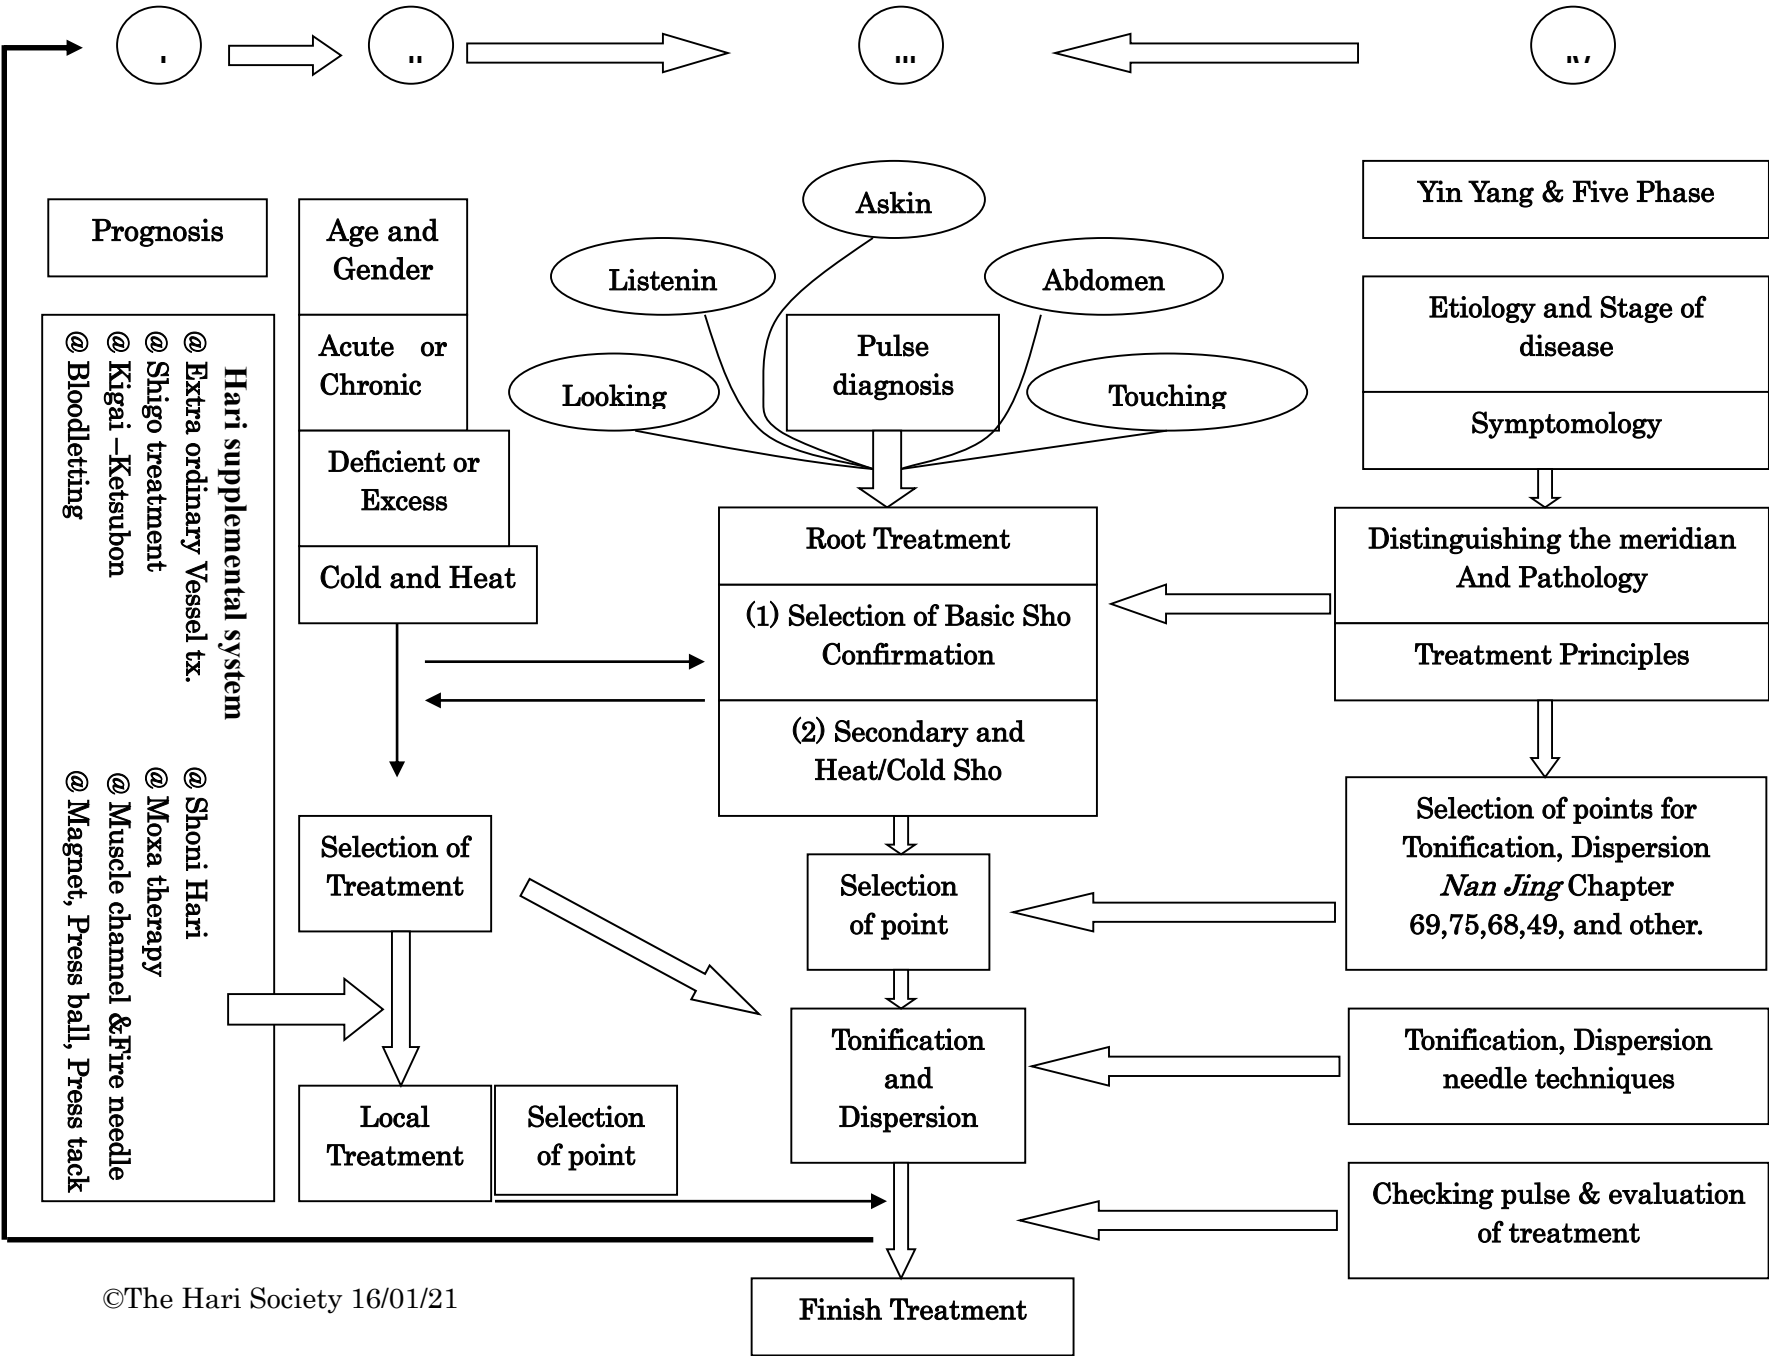 Prognosis
Hari supplemental system
@ Extra ordinary Vessel tx.
@ Shoni Hari
@ Shigo treatment
@ Moxa therapy
@ Kigai –Ketsubon
@ Muscle channel &Fire needle
@ Bloodletting
@ Magnet, Press ball, Press tack
Age and
Gender
Acute or
Chronic
Deficient or
Excess
Cold and Heat
Selection of
Treatment
Local
Treatment
Selection
of point
Askin
Listenin
Abdomen
Looking
Pulse
diagnosis
Touching
Root Treatment
(1) Selection of Basic Sho
Confirmation
(2) Secondary and
Heat/Cold Sho
Selection
of point
Tonification
and
Dispersion
Finish Treatment
Yin Yang & Five Phase
Etiology and Stage of
disease
Symptomology
Distinguishing the meridian
And Pathology
Treatment Principles
Selection of points for
Tonification, Dispersion
Nan Jing Chapter
69,75,68,49, and other.
Tonification, Dispersion
needle techniques
Checking pulse & evaluation
of treatment
©The Hari Society 16/01/21